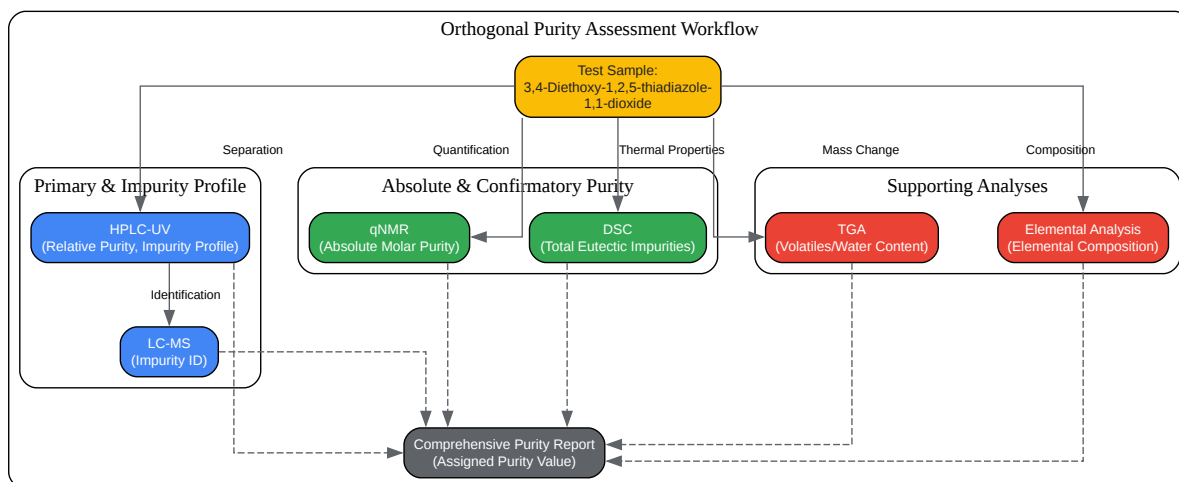 Orthogonal Purity Assessment Workflow
Test Sample:
3,4-Diethoxy-1,2,5-thiadiazole-
1,1-dioxide
Separation
Quantification
Thermal Properties
Mass Change
Composition
Primary & Impurity Profile
Absolute & Confirmatory Purity
Supporting Analyses
HPLC-UV
(Relative Purity, Impurity Profile)
qNMR
(Absolute Molar Purity)
DSC
(Total Eutectic Impurities)
TGA
(Volatiles/Water Content)
Elemental Analysis
(Elemental Composition)
Identification
LC-MS
(Impurity ID)
Comprehensive Purity Report
(Assigned Purity Value)